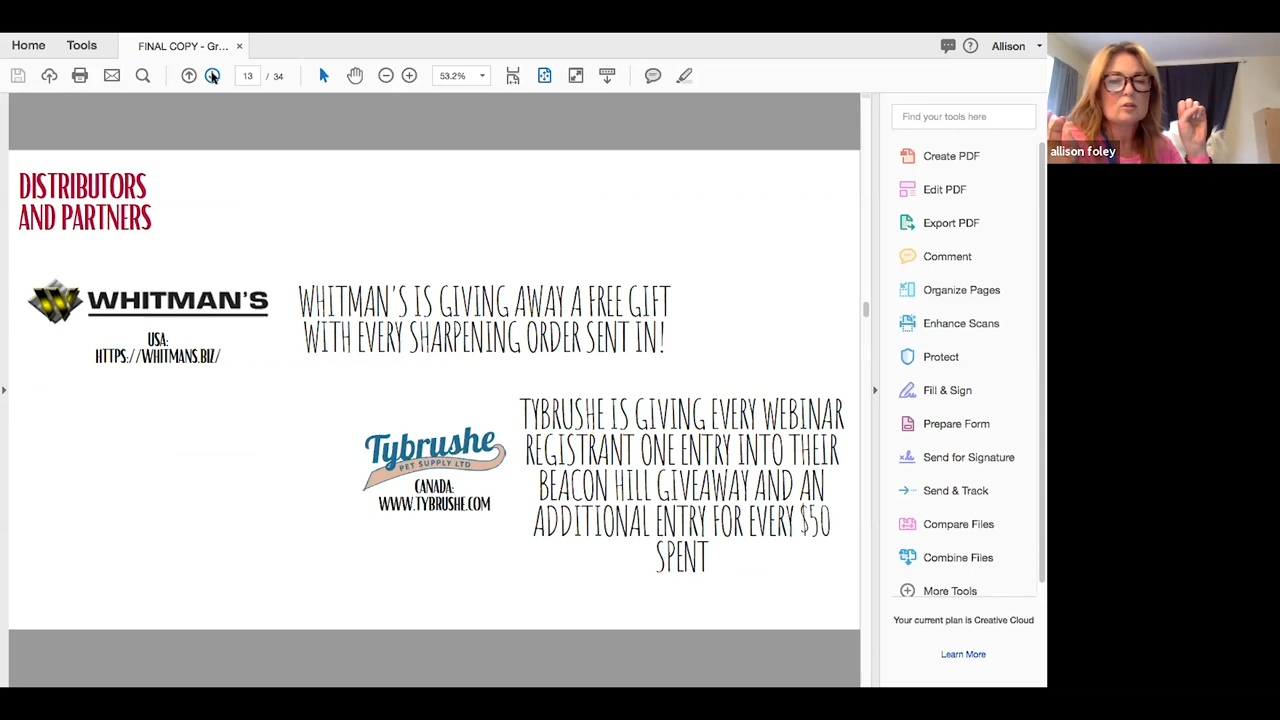 Home
Tools
FINAL COPY - Gr...
×
Allison
13 / 34
53.2%
Find your tools here
Create PDF
Edit PDF
Export PDF
Comment
Organize Pages
Enhance Scans
Protect
Fill & Sign
Prepare Form
Send for Signature
Send & Track
Compare Files
Combine Files
More Tools
Your current plan is Creative Cloud
Learn More
allison foley
DISTRIBUTORS
AND PARTNERS
W WHITMAN'S
USA:
HTTPS://WHITMANS.BIZ/
WHITMAN'S IS GIVING AWAY A FREE GIFT
WITH EVERY SHARPENING ORDER SENT IN!
Tybrushe
PET SUPPLY LTD
CANADA:
WWW.TYBRUSHE.COM
TYBRUSHE IS GIVING EVERY WEBINAR
REGISTRANT ONE ENTRY INTO THEIR
BEACON HILL GIVEAWAY AND AN
ADDITIONAL ENTRY FOR EVERY $50
SPENT